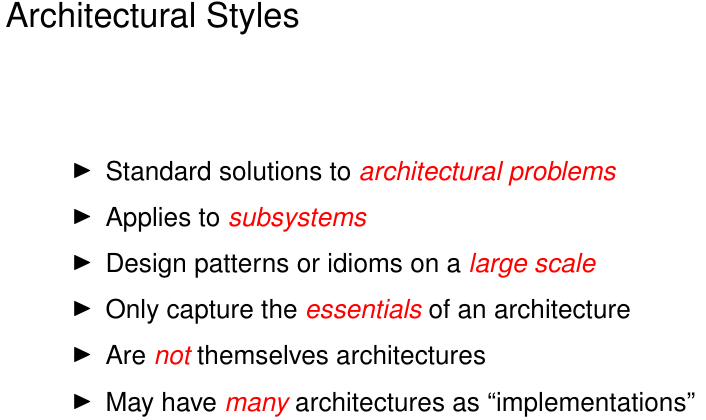 Architectural Styles
Standard solutions to architectural problems
Applies to subsystems
Design patterns or idioms on a large scale
Only capture the essentials of an architecture
Are not themselves architectures
May have many architectures as “implementations”